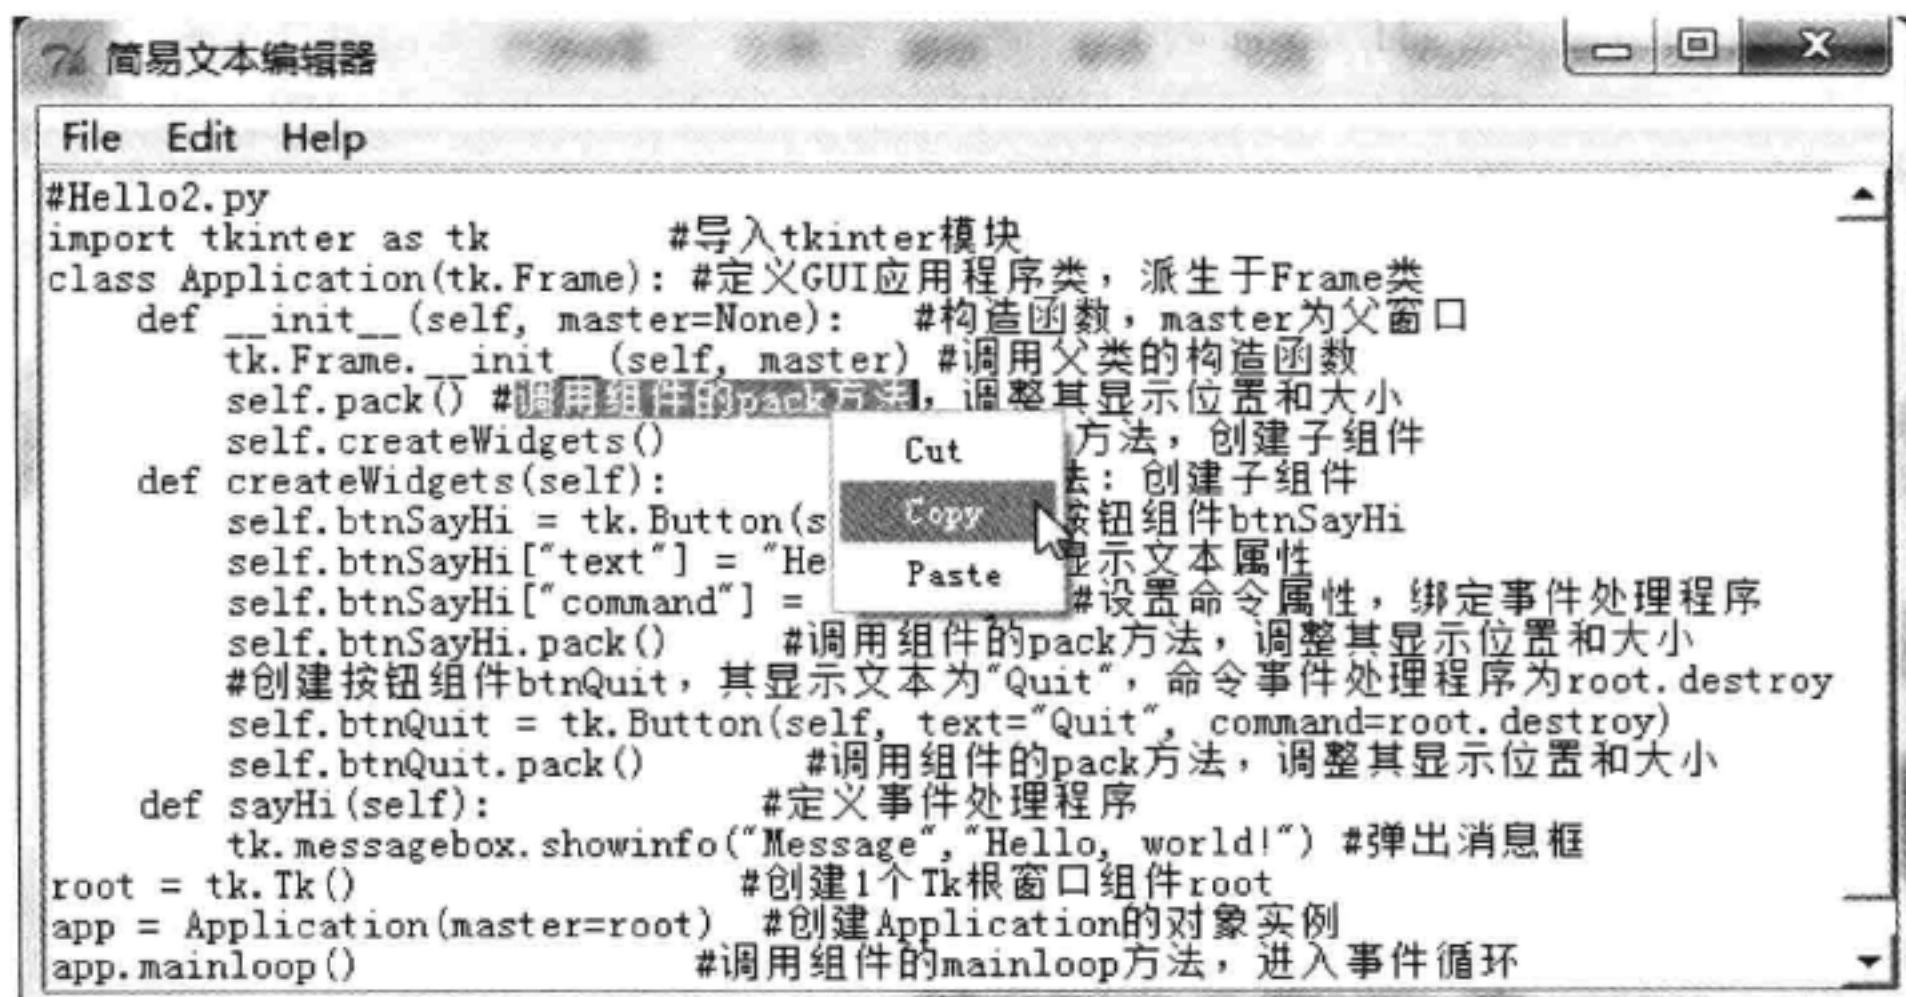 简易文本编辑器
File Edit Help
#Hello2.py
import tkinter as tk #导入tkinter模块
class Application(tk.Frame): #定义GUI应用程序类，派生于Frame类
def __init__(self, master=None): #构造函数，master为父窗口
tk.Frame.__init__(self, master) #调用父类的构造函数
self.pack() #调用组件的pack方法，调整其显示位置和大小
self.createWidgets() 方法，创建子组件
def createWidgets(self): 法：创建子组件
self.btnSayHi = tk.Button(s 按钮组件btnSayHi
self.btnSayHi["text"] = "He 显示文本属性
self.btnSayHi["command"] = #设置命令属性，绑定事件处理程序
self.btnSayHi.pack() #调用组件的pack方法，调整其显示位置和大小
#创建按钮组件btnQuit，其显示文本为"Quit"，命令事件处理程序为root.destroy
self.btnQuit = tk.Button(self, text="Quit", command=root.destroy)
self.btnQuit.pack() #调用组件的pack方法，调整其显示位置和大小
def sayHi(self): #定义事件处理程序
tk.messagebox.showinfo("Message","Hello, world!") #弹出消息框
root = tk.Tk() #创建1个Tk根窗口组件root
app = Application(master=root) #创建Application的对象实例
app.mainloop() #调用组件的mainloop方法，进入事件循环
Cut
Copy
Paste